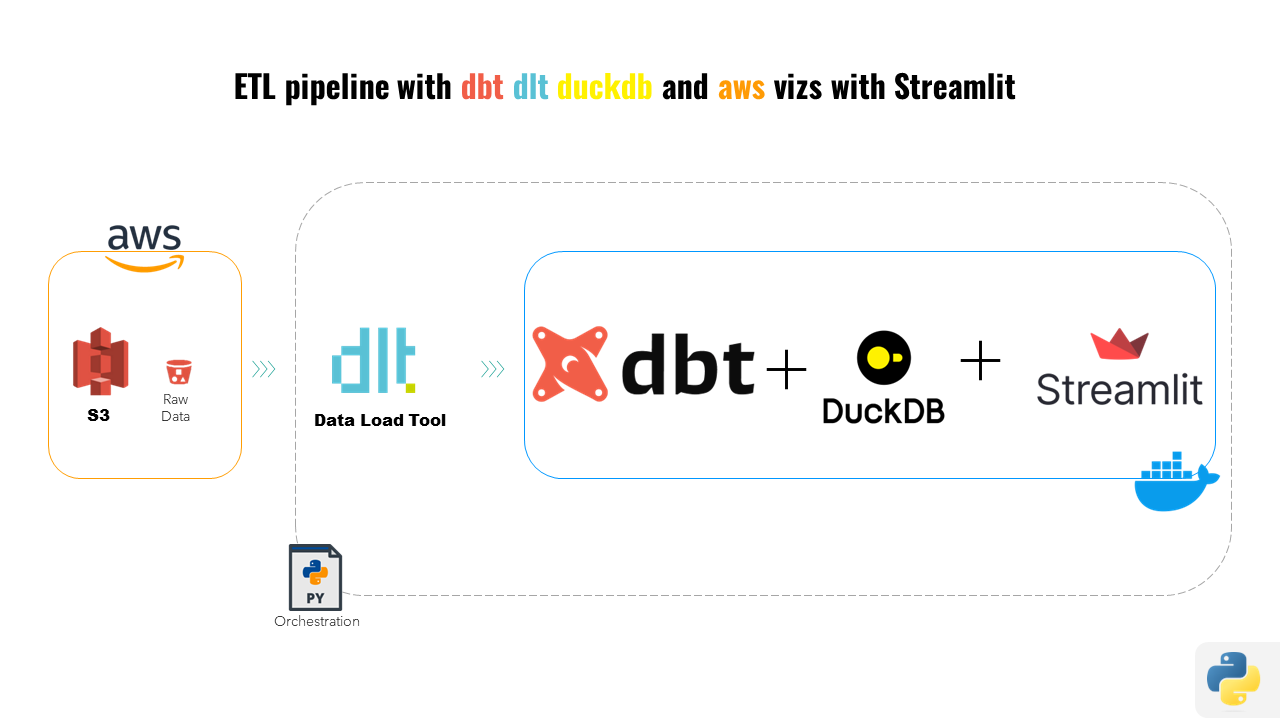 ETL pipeline with dbt dlt duckdb and aws vizs with Streamlit
aws
S3
Raw
Data
dlt
Data Load Tool
dbt
DuckDB
Streamlit
PY
Orchestration